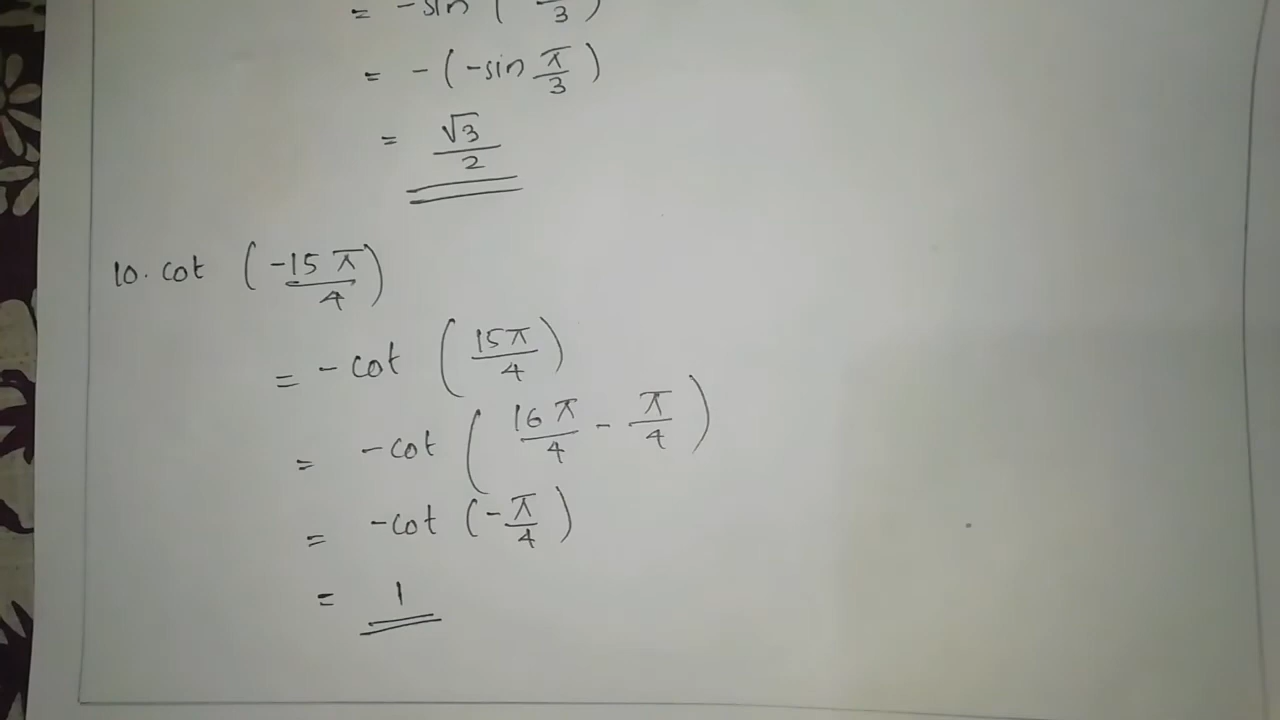 = -sin ( /3)
= -(-sin π/3)
= √3/2
10. cot (-15π/4)
= -cot (15π/4)
= -cot (16π/4 - π/4)
= -cot (-π/4)
= 1